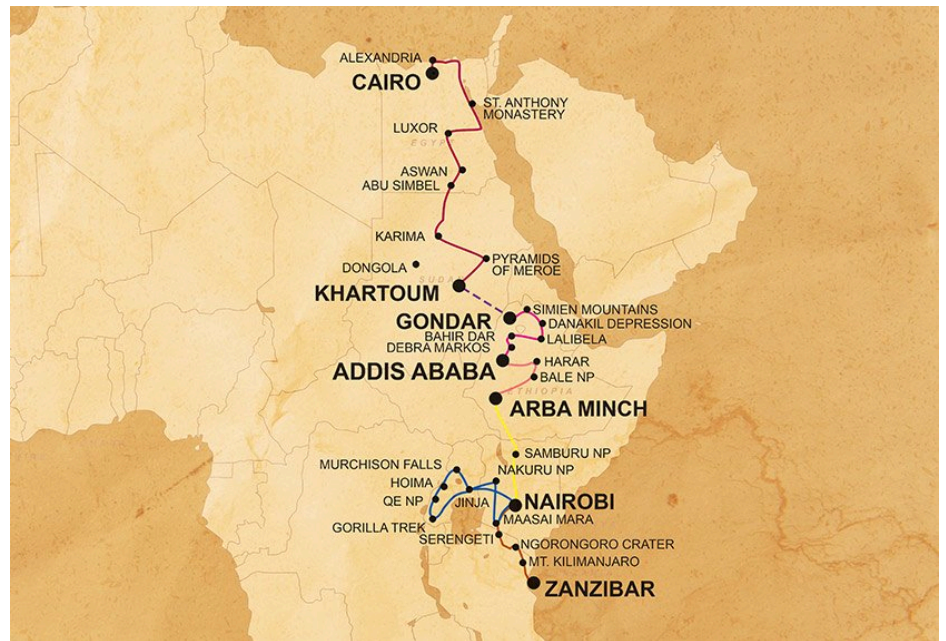 ALEXANDRIA
CAIRO
ST. ANTHONY
MONASTERY
LUXOR
EGYPT
ASWAN
ABU SIMBEL
KARIMA
PYRAMIDS
OF MEROE
DONGOLA
SUDAN
KHARTOUM
SIMIEN MOUNTAINS
GONDAR
DANAKIL DEPRESSION
BAHIR DAR
LALIBELA
DEBRA MARKOS
HARAR
ADDIS ABABA
BALE NP
ETHIOPIA
ARBA MINCH
SAMBURU NP
MURCHISON FALLS
NAKURU NP
HOIMA
QE NP
JINJA
NAIROBI
MAASAI MARA
GORILLA TREK
SERENGETI
NGORONGORO CRATER
MT. KILIMANJARO
ZANZIBAR